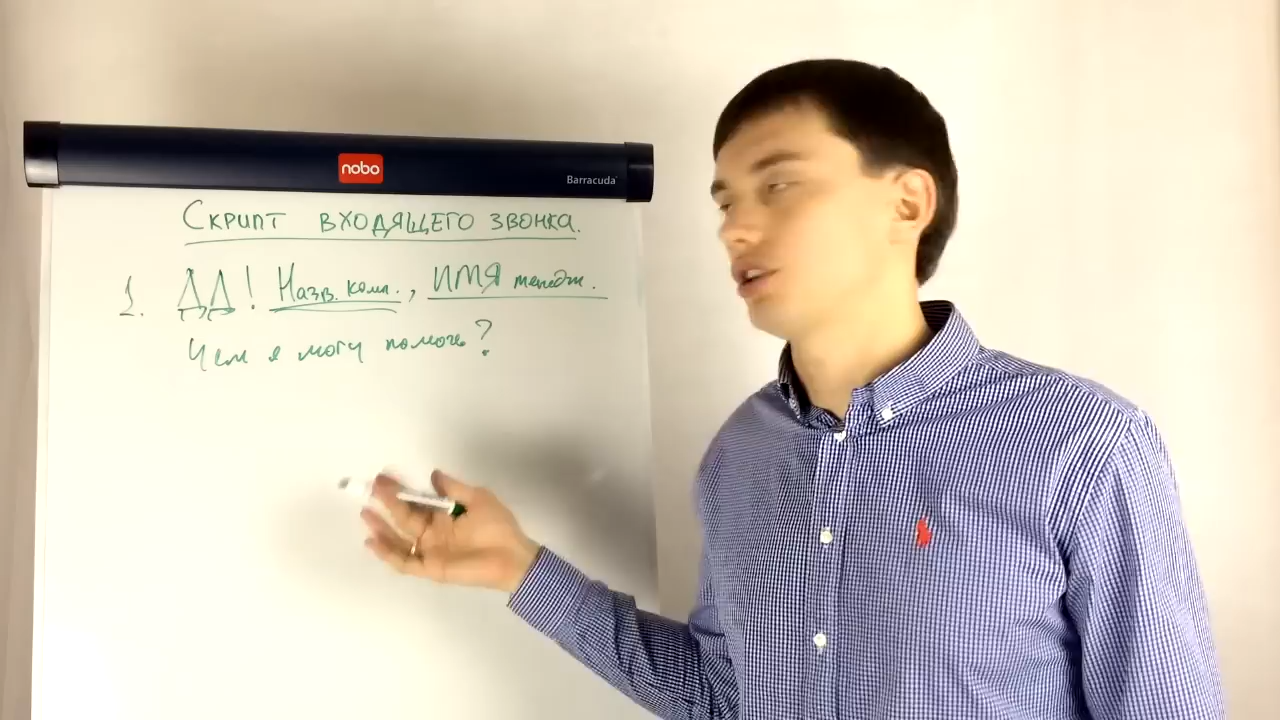 nobo
Barracuda
СКРИПТ ВХОДЯЩЕГО ЗВОНКА.
1. ДД! Назв. комп., ИМЯ менедж.
Чем я могу помочь?